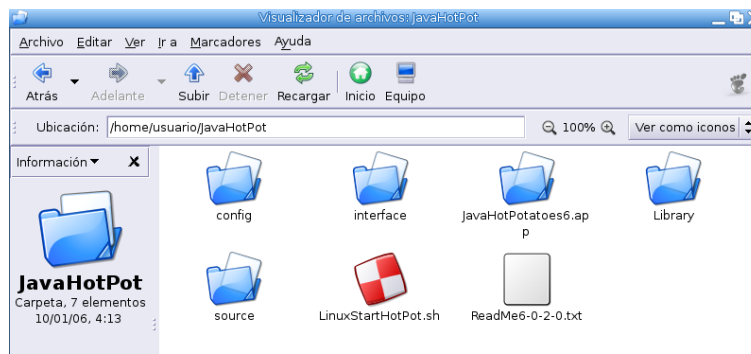 Visualizador de archivos: JavaHotPot
Archivo Editar Ver Ir a Marcadores Ayuda
Atrás Adelante Subir Detener Recargar Inicio Equipo
Ubicación: /home/usuario/JavaHotPot 100% Ver como iconos
Información
JavaHotPot
Carpeta, 7 elementos
10/01/06, 4:13
config interface JavaHotPotatoes6.ap Library
p
source LinuxStartHotPot.sh ReadMe6-0-2-0.txt